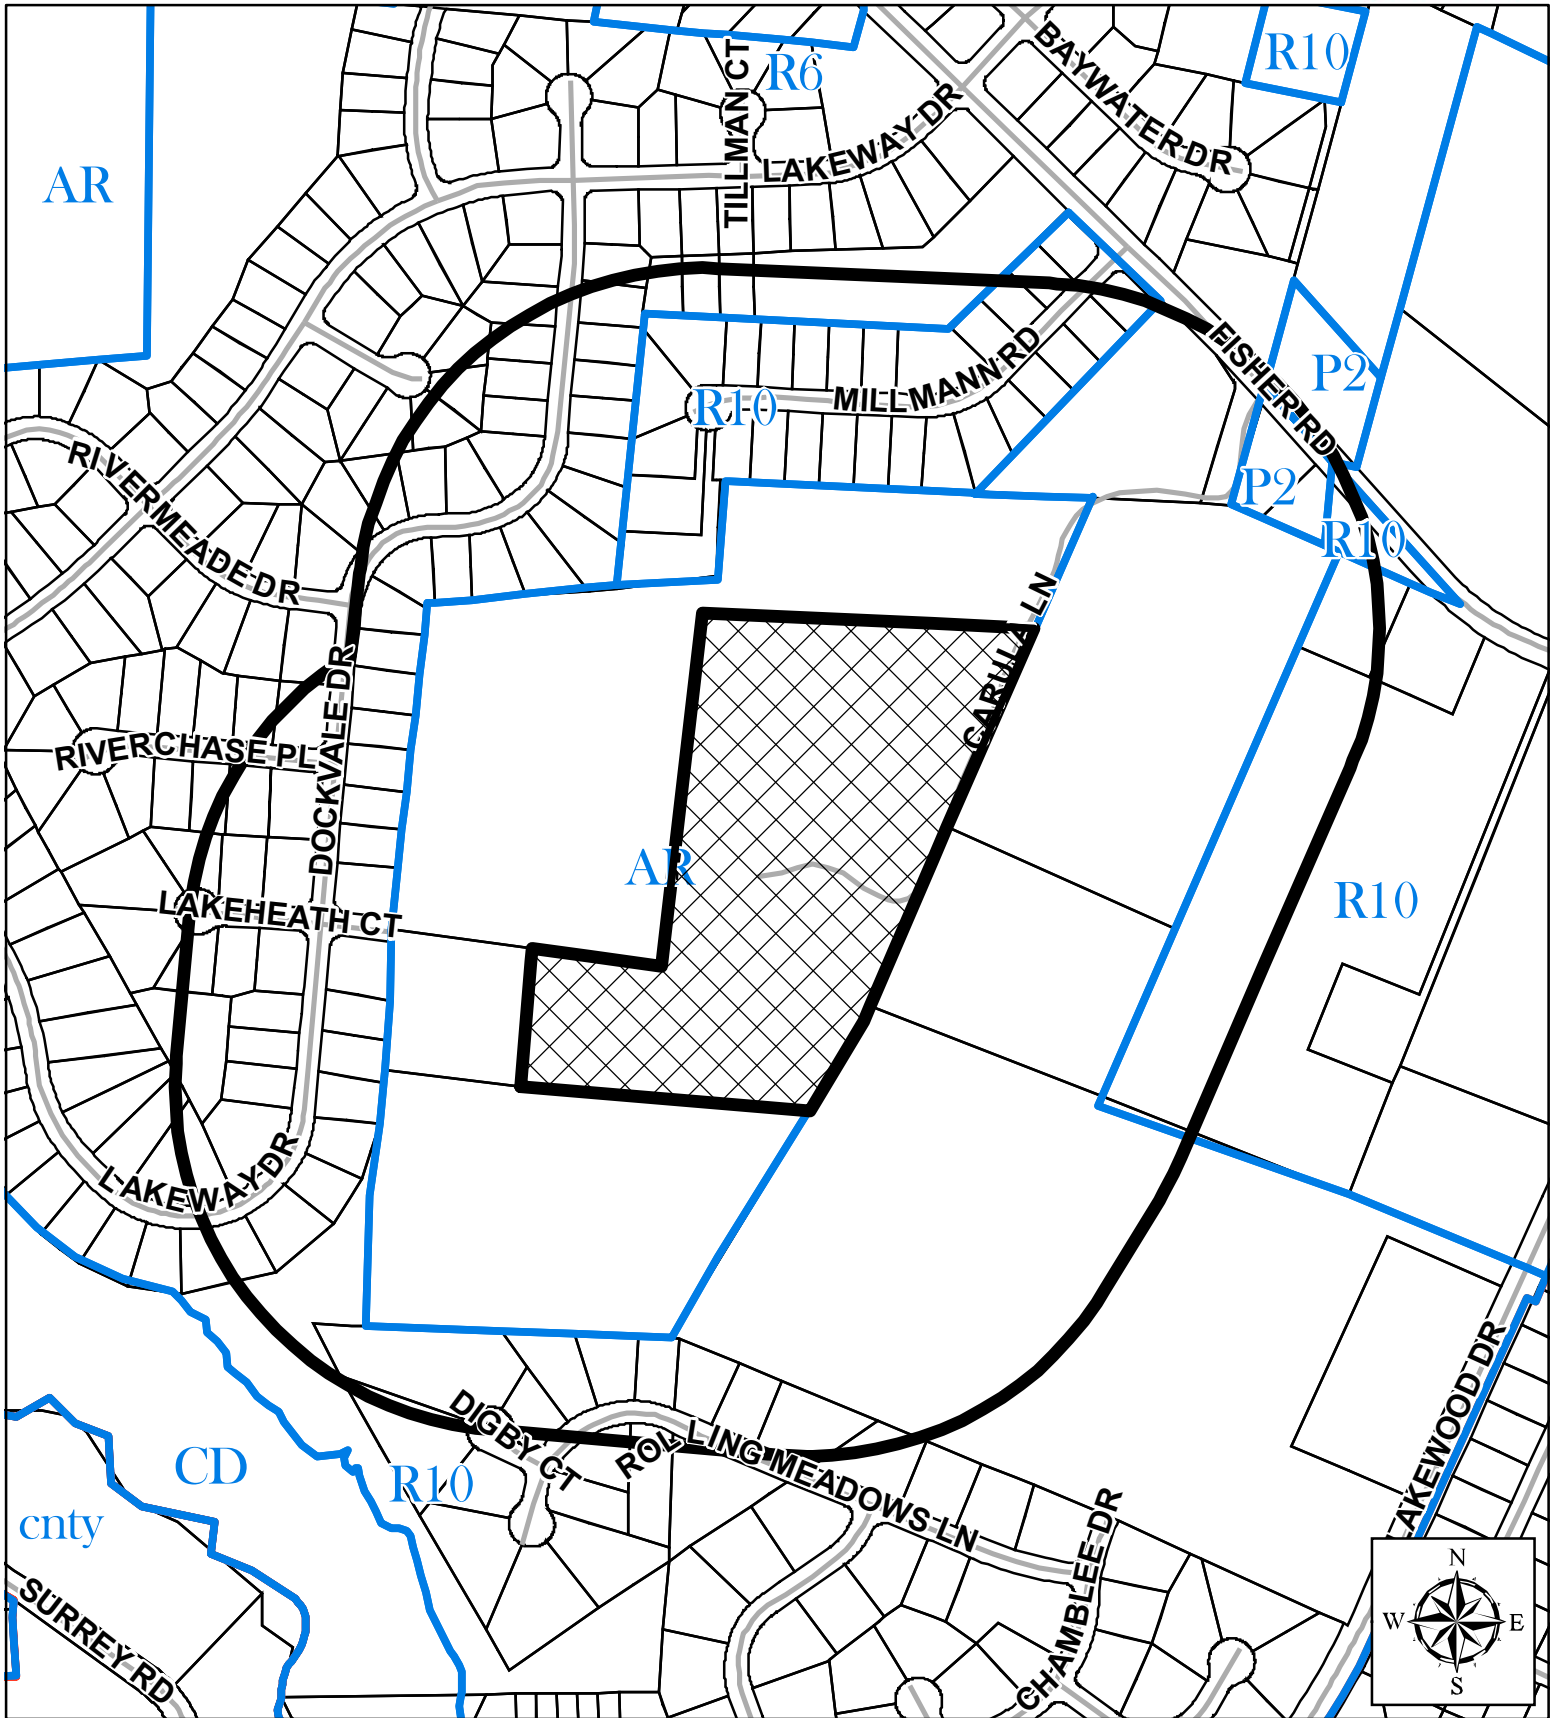 R10
BAYWATER DR
R6
TILLMAN CT
LAKEWAY DR
AR
FISHER RD
P2
MILLMANN RD
R10
RIVERMEADE DR
P2
R10
CARULA LN
DOCKVALE DR
RIVERCHASE PL
AR
R10
LAKEHEATH CT
LAKEWAY DR
LAKEWOOD DR
DIGBY CT
ROLLING MEADOWS LN
CD
R10
cnty
CHAMBLEE DR
SURREY RD
N
W E
S